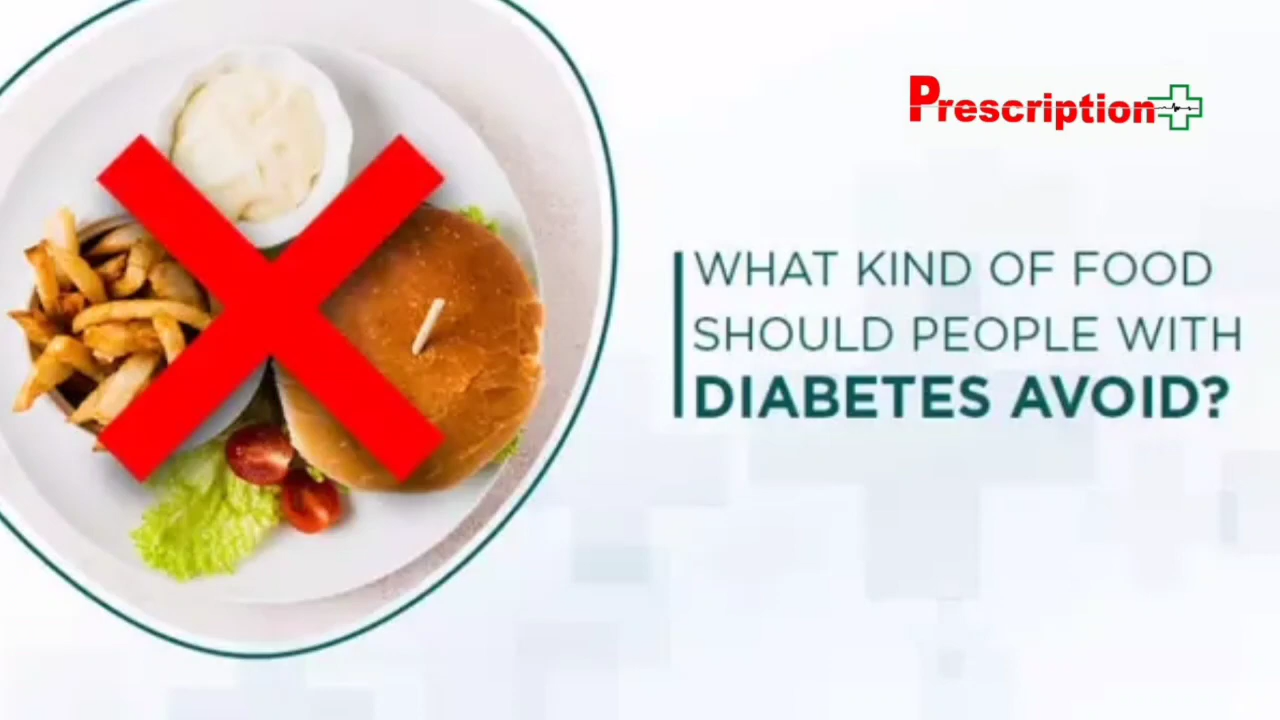 Prescription
WHAT KIND OF FOOD
SHOULD PEOPLE WITH
DIABETES AVOID?